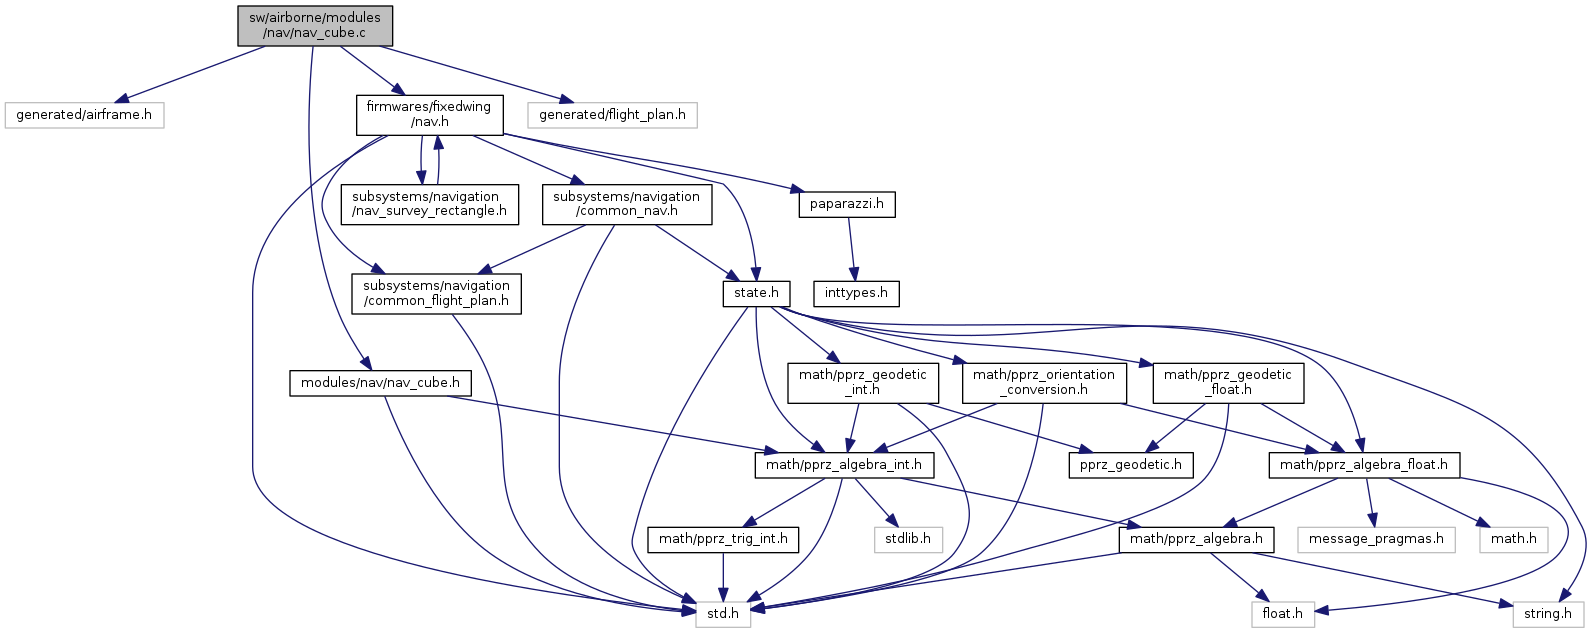 sw/airborne/modules
/nav/nav_cube.c
generated/airframe.h
firmwares/fixedwing
/nav.h
generated/flight_plan.h
subsystems/navigation
/nav_survey_rectangle.h
subsystems/navigation
/common_nav.h
paparazzi.h
subsystems/navigation
/common_flight_plan.h
state.h
inttypes.h
modules/nav/nav_cube.h
math/pprz_geodetic
_int.h
math/pprz_orientation
_conversion.h
math/pprz_geodetic
_float.h
math/pprz_algebra_int.h
pprz_geodetic.h
math/pprz_algebra_float.h
math/pprz_trig_int.h
stdlib.h
math/pprz_algebra.h
message_pragmas.h
math.h
std.h
float.h
string.h